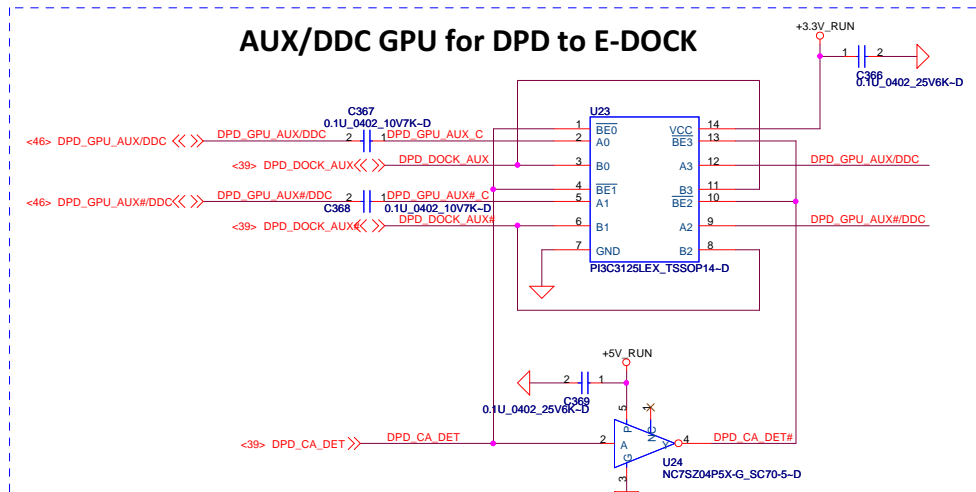 AUX/DDC GPU for DPD to E-DOCK
+3.3V_RUN
1 2
C366
0.1U_0402_25V6K~D
C367
0.1U_0402_10V7K~D
U23
<46> DPD_GPU_AUX/DDC DPD_GPU_AUX/DDC 2 1 DPD_GPU_AUX_C
<39> DPD_DOCK_AUX DPD_DOCK_AUX
<46> DPD_GPU_AUX#/DDC DPD_GPU_AUX#/DDC 2 1 DPD_GPU_AUX#_C
C368 0.1U_0402_10V7K~D
<39> DPD_DOCK_AUX# DPD_DOCK_AUX#
1 BE0 VCC 14
2 A0 BE3 13
3 B0 A3 12 DPD_GPU_AUX/DDC
4 BE1 B3 11
5 A1 BE2 10
6 B1 A2 9 DPD_GPU_AUX#/DDC
7 GND B2 8
PI3C3125LEX_TSSOP14~D
+5V_RUN
2 1
C369
0.1U_0402_25V6K~D
5 P 1 NC
<39> DPD_CA_DET DPD_CA_DET 2 A Y 4 DPD_CA_DET#
G
3
U24
NC7SZ04P5X-G_SC70-5~D